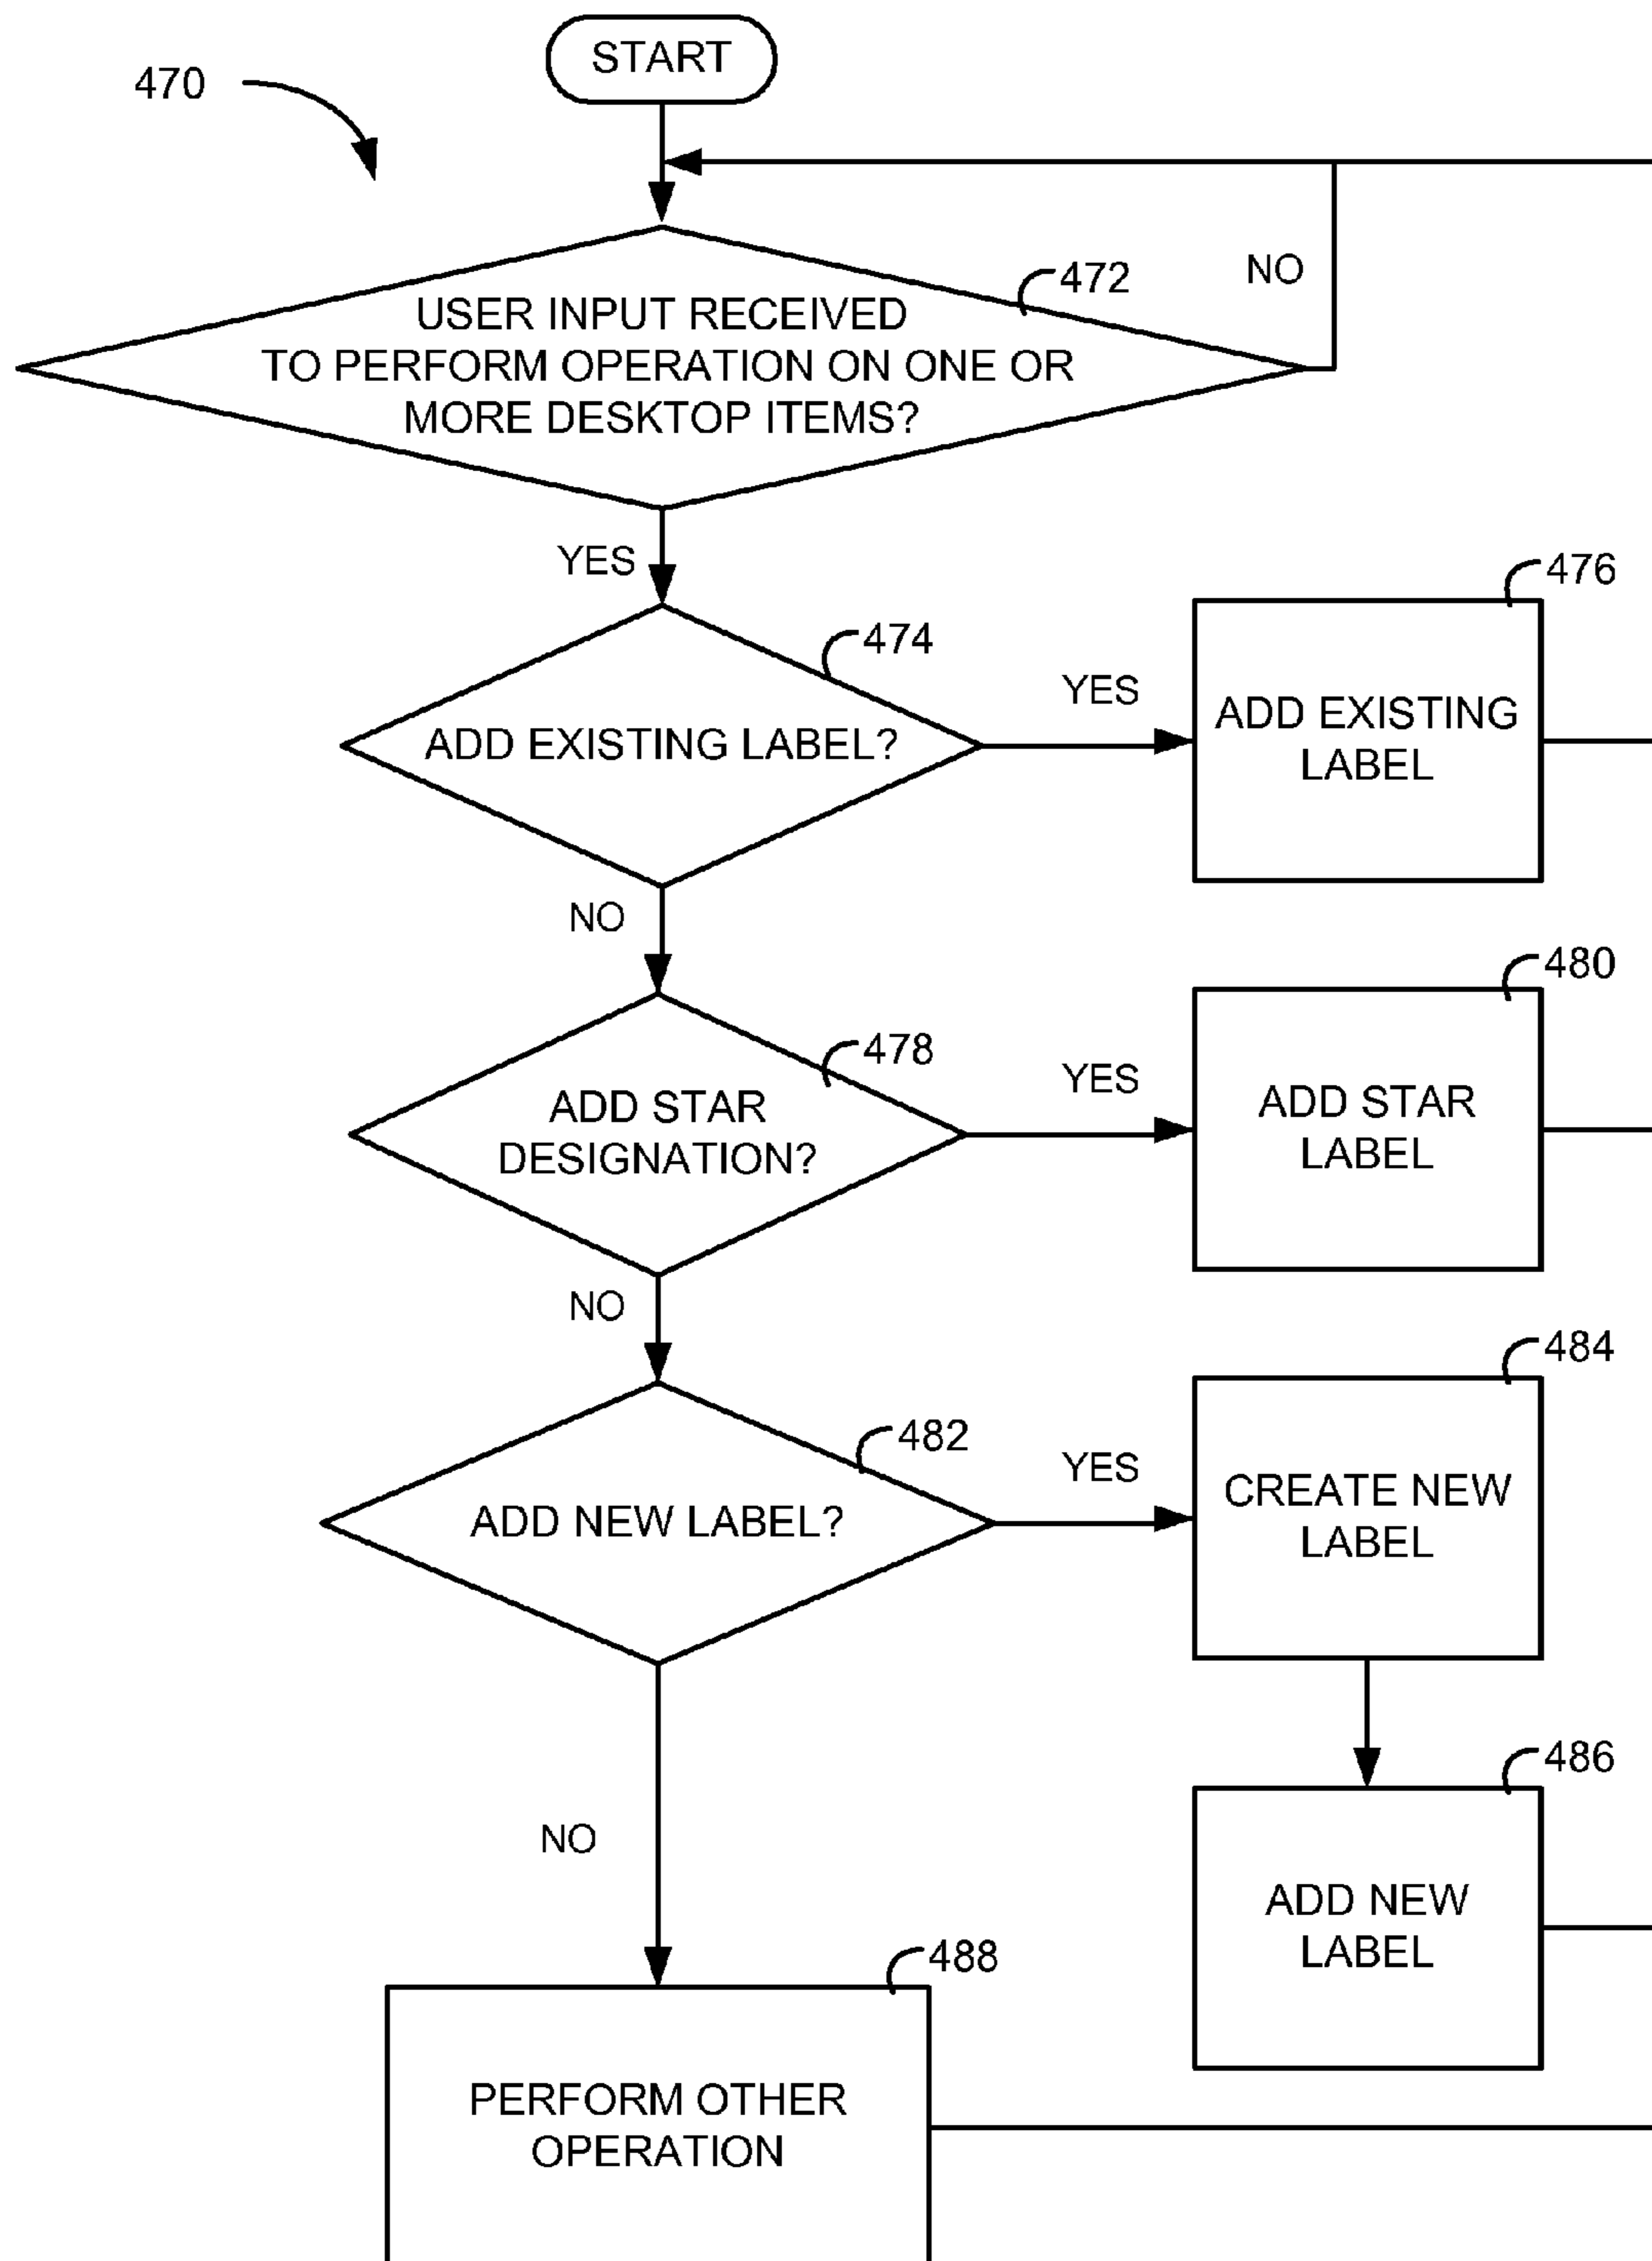 START
470
NO
472
USER INPUT RECEIVED
TO PERFORM OPERATION ON ONE OR
MORE DESKTOP ITEMS?
YES
476
474
YES
ADD EXISTING LABEL?
ADD EXISTING
LABEL
NO
480
478
YES
ADD STAR
DESIGNATION?
ADD STAR
LABEL
NO
484
482
YES
ADD NEW LABEL?
CREATE NEW
LABEL
486
NO
ADD NEW
LABEL
488
PERFORM OTHER
OPERATION